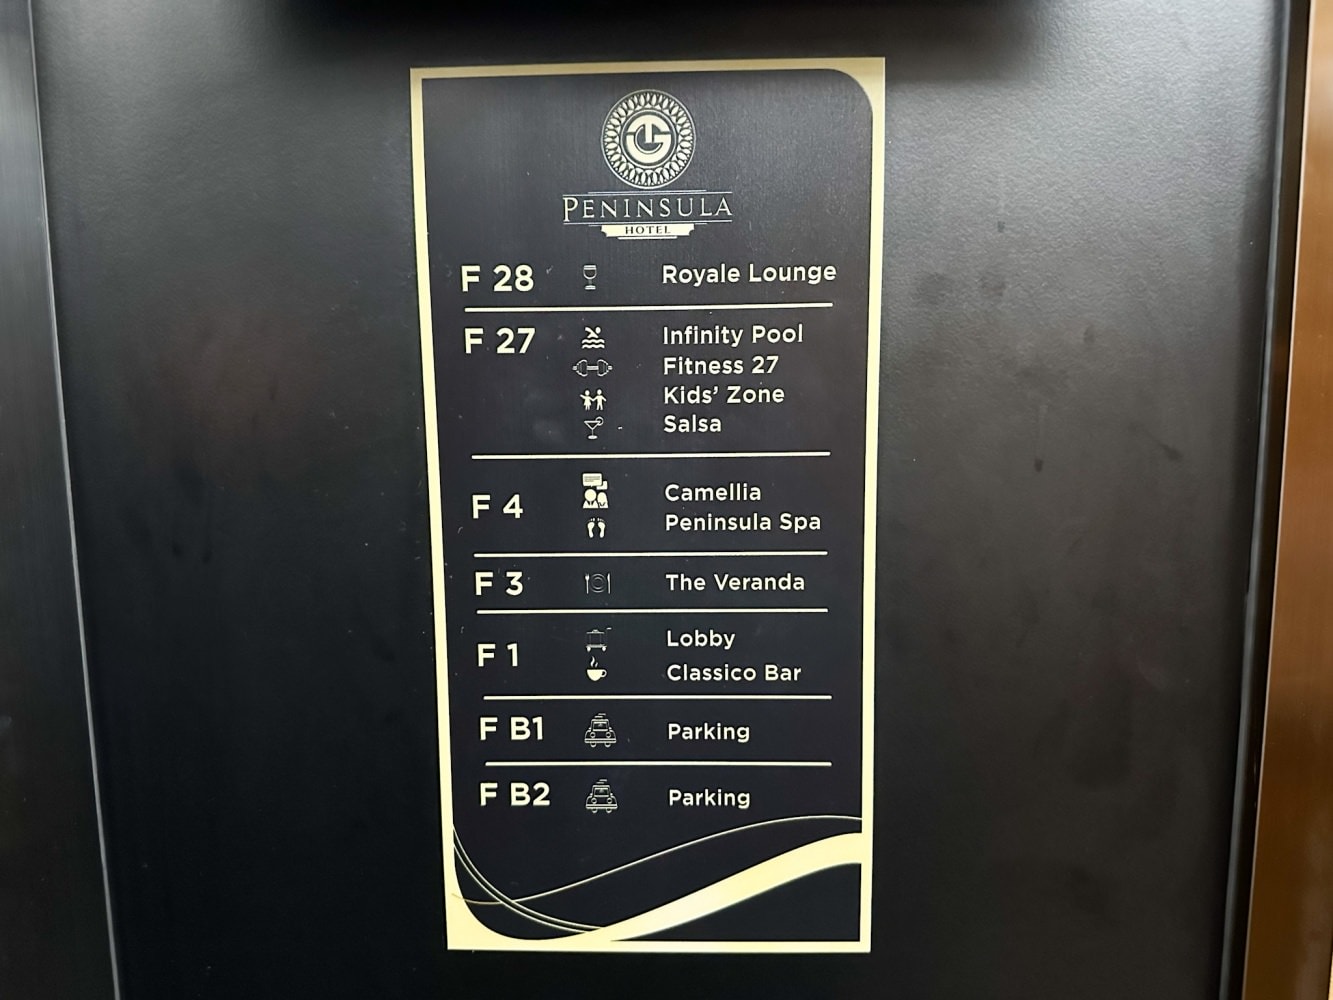 PENINSULA
HOTEL
F 28 Royale Lounge
F 27 Infinity Pool
Fitness 27
Kids’ Zone
Salsa
F 4 Camellia
Peninsula Spa
F 3 The Veranda
F 1 Lobby
Classico Bar
F B1 Parking
F B2 Parking